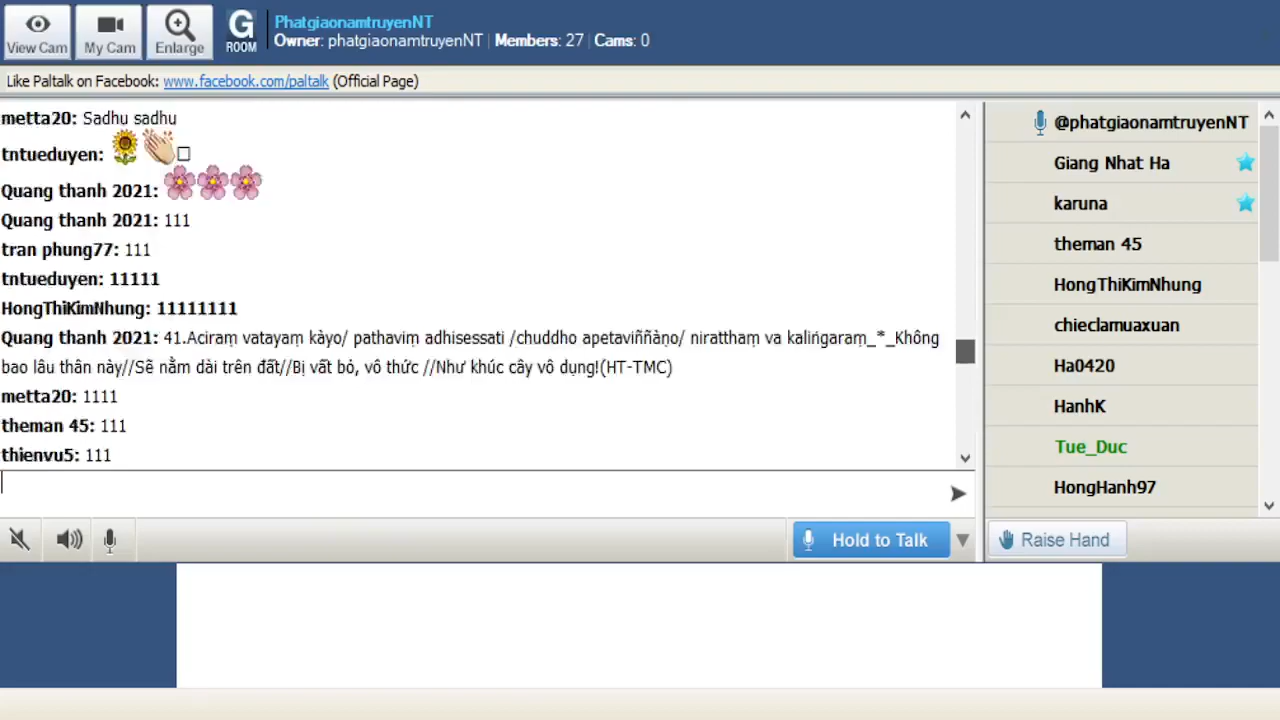 View Cam
My Cam
Enlarge
G
ROOM
PhatgiaonamtruyenNT
Owner: phatgiaonamtruyenNT | Members: 27 | Cams: 0
Like Paltalk on Facebook: www.facebook.com/paltalk (Official Page)
metta20: Sadhu sadhu
tntueduyen:
Quang thanh 2021:
Quang thanh 2021: 111
tran phung77: 111
tntueduyen: 11111
HongThiKimNhung: 11111111
Quang thanh 2021: 41.Aciraṃ vatayaṃ kàyo/ pathaviṃ adhisessati /chuddho apetaviññàṇo/ niratthaṃ va kaliṅgaraṃ_*_Không
bao lâu thân này//Sẽ nằm dài trên đất//Bị vất bỏ, vô thức //Như khúc cây vô dụng!(HT-TMC)
metta20: 1111
theman 45: 111
thienvu5: 111
@phatgiaonamtruyenNT
Giang Nhat Ha
karuna
theman 45
HongThiKimNhung
chieclamuaxuan
Ha0420
HanhK
Tue_Duc
HongHanh97
Hold to Talk
Raise Hand